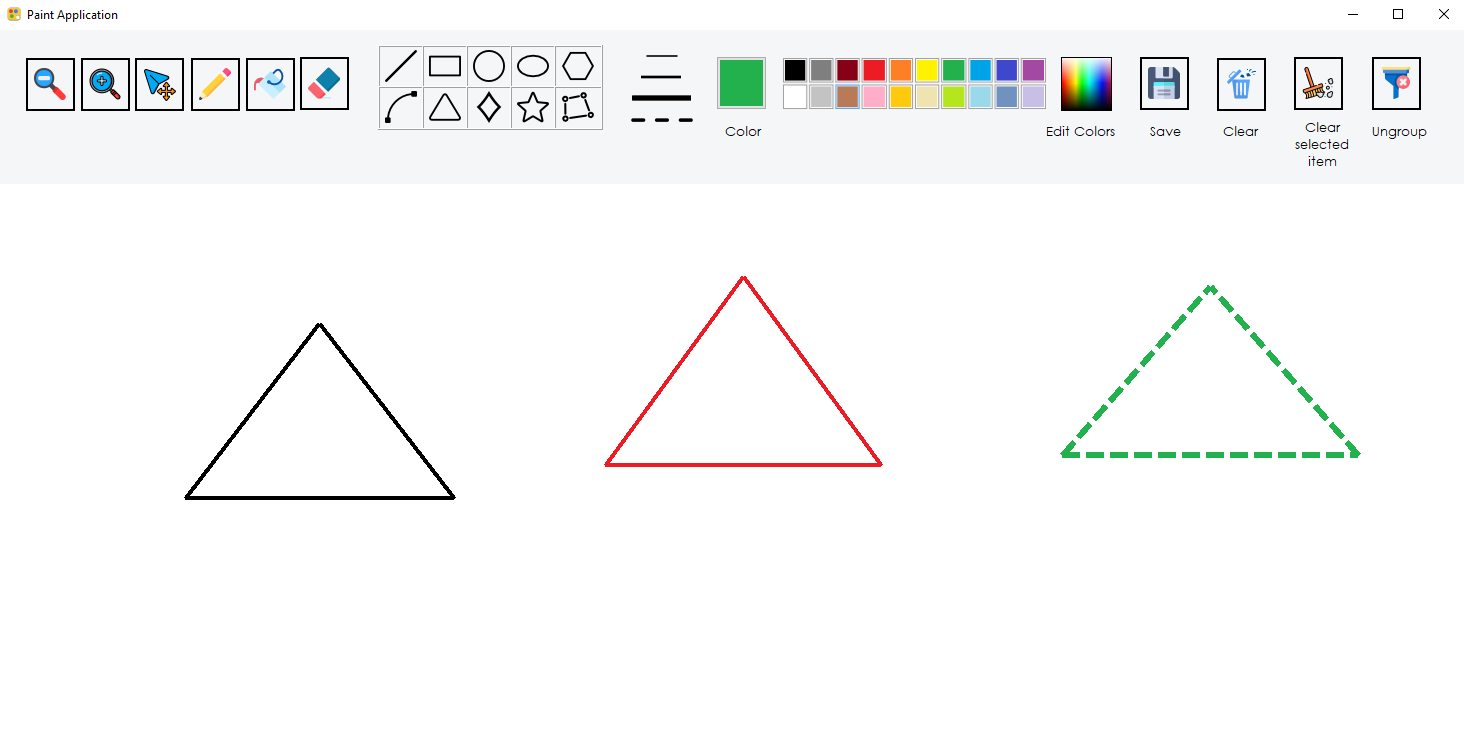 Paint Application
Color
Edit Colors
Save
Clear
Clear
selected
item
Ungroup